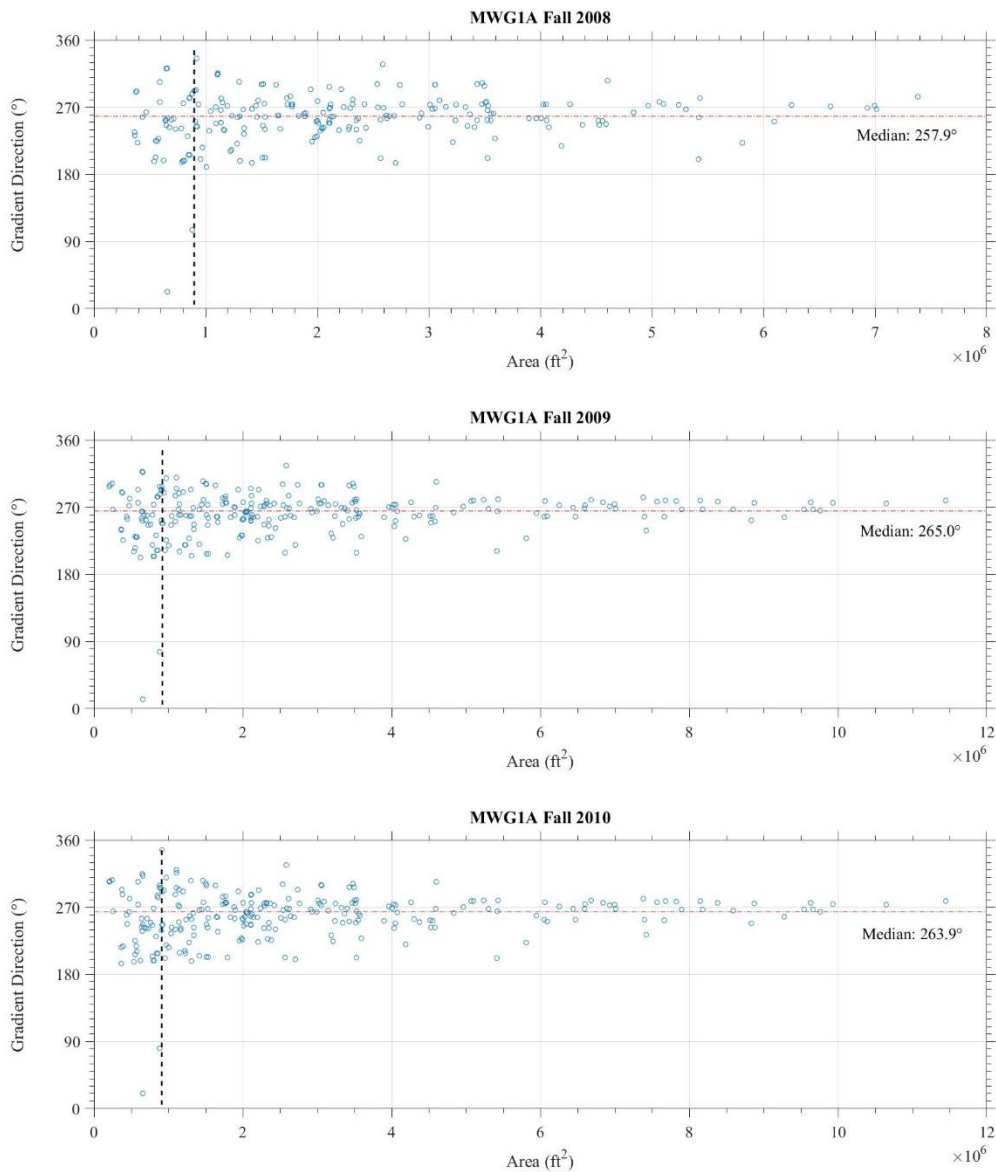 MWG1A Fall 2008
360
270
180
90
0
Gradient Direction (°)
Median: 257.9°
0 1 2 3 4 5 6 7 8
×10⁶
Area (ft²)
MWG1A Fall 2009
360
270
180
90
0
Gradient Direction (°)
Median: 265.0°
0 2 4 6 8 10 12
×10⁶
Area (ft²)
MWG1A Fall 2010
360
270
180
90
0
Gradient Direction (°)
Median: 263.9°
0 2 4 6 8 10 12
×10⁶
Area (ft²)